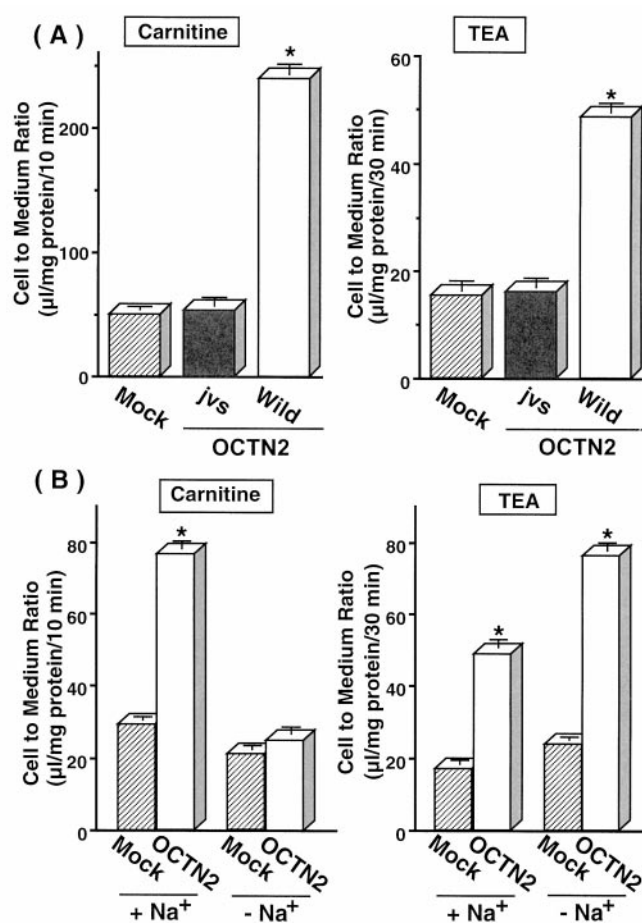 (A)
Carnitine
TEA
Cell to Medium Ratio
(µl/mg protein/10 min)
200
100
0
*
Mock
jvs
Wild
OCTN2
Cell to Medium Ratio
(µl/mg protein/30 min)
60
40
20
0
*
Mock
jvs
Wild
OCTN2
(B)
Carnitine
TEA
Cell to Medium Ratio
(µl/mg protein/10 min)
80
60
40
20
0
*
Mock
OCTN2
Mock
OCTN2
+ Na⁺
- Na⁺
Cell to Medium Ratio
(µl/mg protein/30 min)
80
60
40
20
0
*
*
Mock
OCTN2
Mock
OCTN2
+ Na⁺
- Na⁺